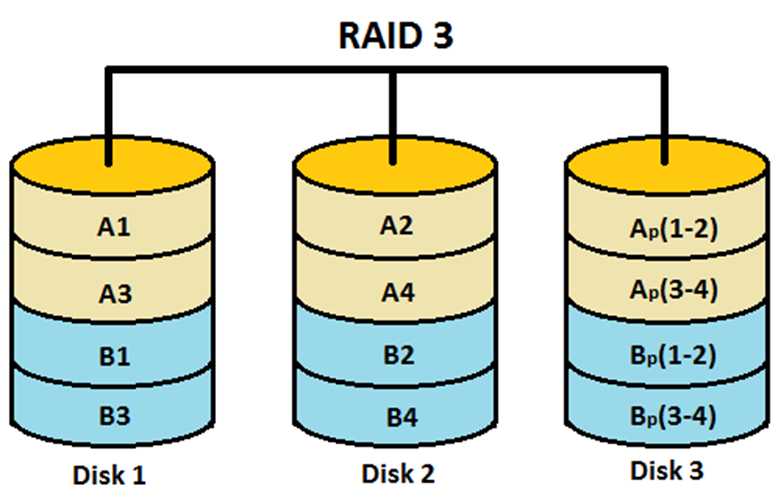 RAID 3
A1
A3
B1
B3
Disk 1
A2
A4
B2
B4
Disk 2
Ap(1-2)
Ap(3-4)
Bp(1-2)
Bp(3-4)
Disk 3